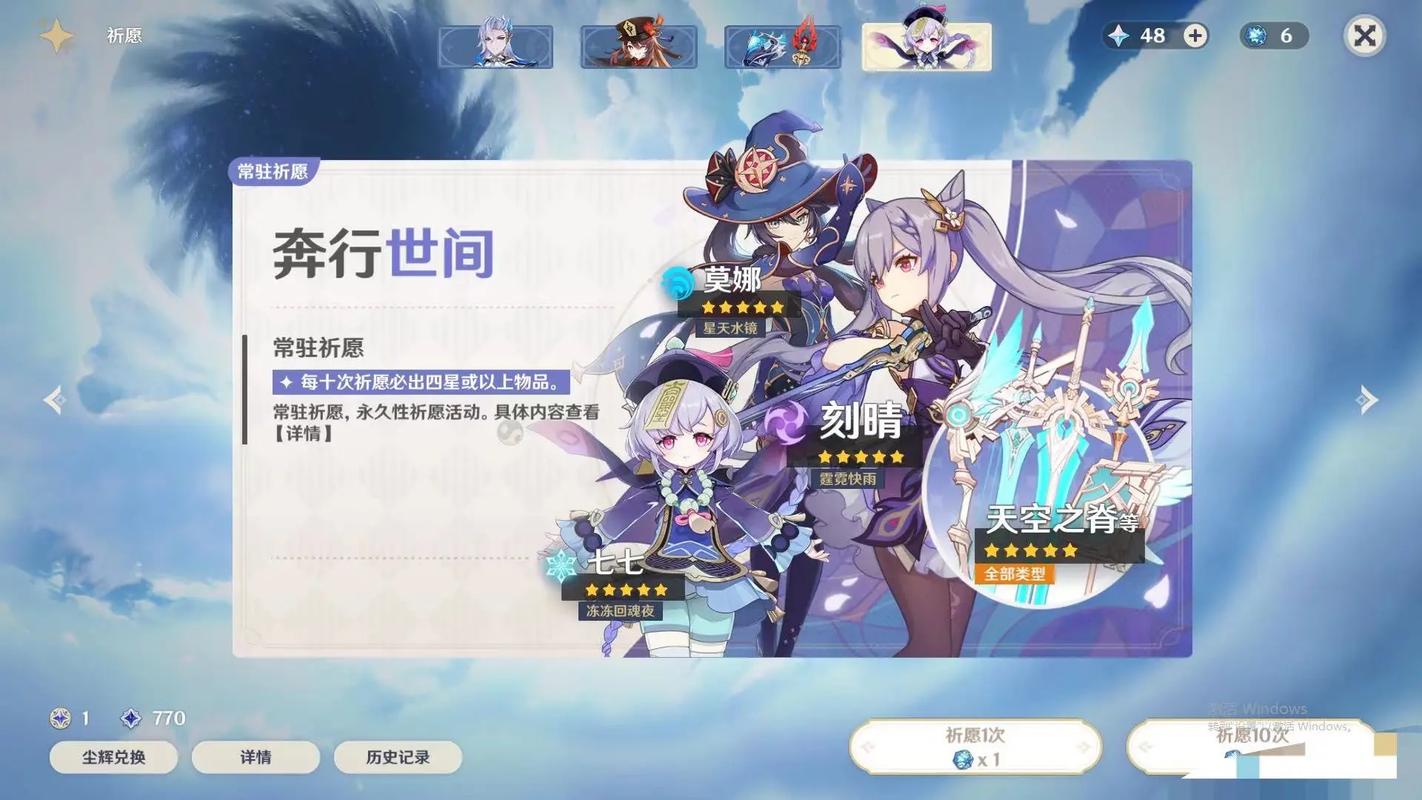 祈愿
48
6
常驻祈愿
奔行世间
常驻祈愿
每十次祈愿必出四星或以上物品。
常驻祈愿，永久性祈愿活动。具体内容查看
【详情】
莫娜
星天水镜
刻晴
霆霓快雨
七七
冻冻回魂夜
天空之脊等
全部类型
1
770
尘辉兑换
详情
历史记录
祈愿1次
x 1
祈愿10次
激活 Windows